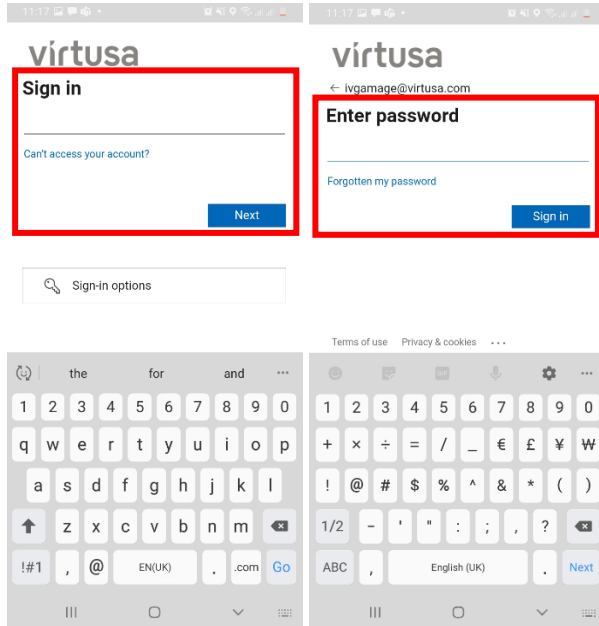 11:17
virtusa
Sign in
Can't access your account?
Next
Sign-in options
the for and
1 2 3 4 5 6 7 8 9 0
q w e r t y u i o p
a s d f g h j k l
z x c v b n m
!#1 , @ EN(UK) . .com Go
11:17
virtusa
← ivgamage@virtusa.com
Enter password
Forgotten my password
Sign in
Terms of use Privacy & cookies ...
GIF
1 2 3 4 5 6 7 8 9 0
+ × ÷ = / _ € £ ¥ ₩
! @ # $ % ^ & * ( )
1/2 - ' " : ; , ?
ABC , English (UK) . Next